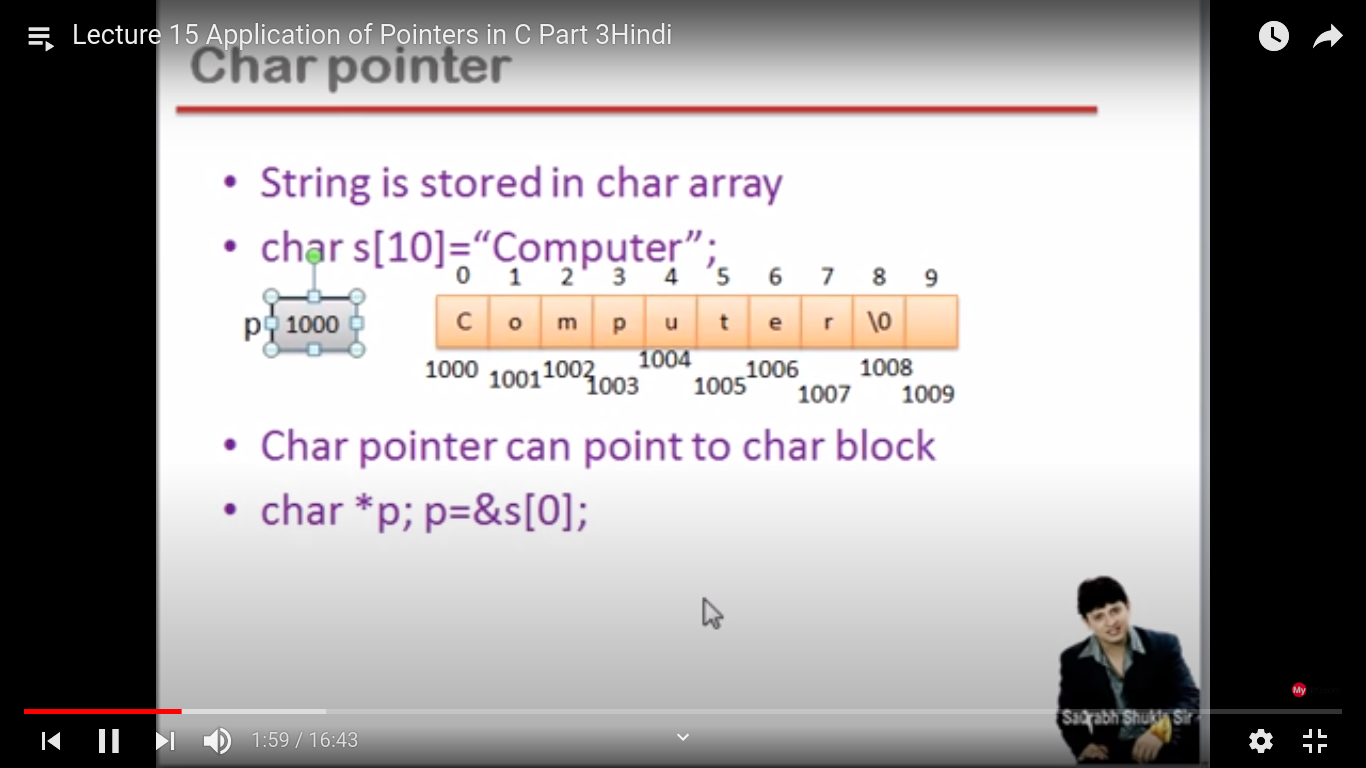 Lecture 15 Application of Pointers in C Part 3Hindi
Char pointer
• String is stored in char array
• char s[10]=“Computer”;
0 1 2 3 4 5 6 7 8 9
p 1000 C o m p u t e r \0
1000 1001 1002 1003 1004 1005 1006 1007 1008 1009
• Char pointer can point to char block
• char *p; p=&s[0];
My
Saurabh Shukla Sir
1:59 / 16:43